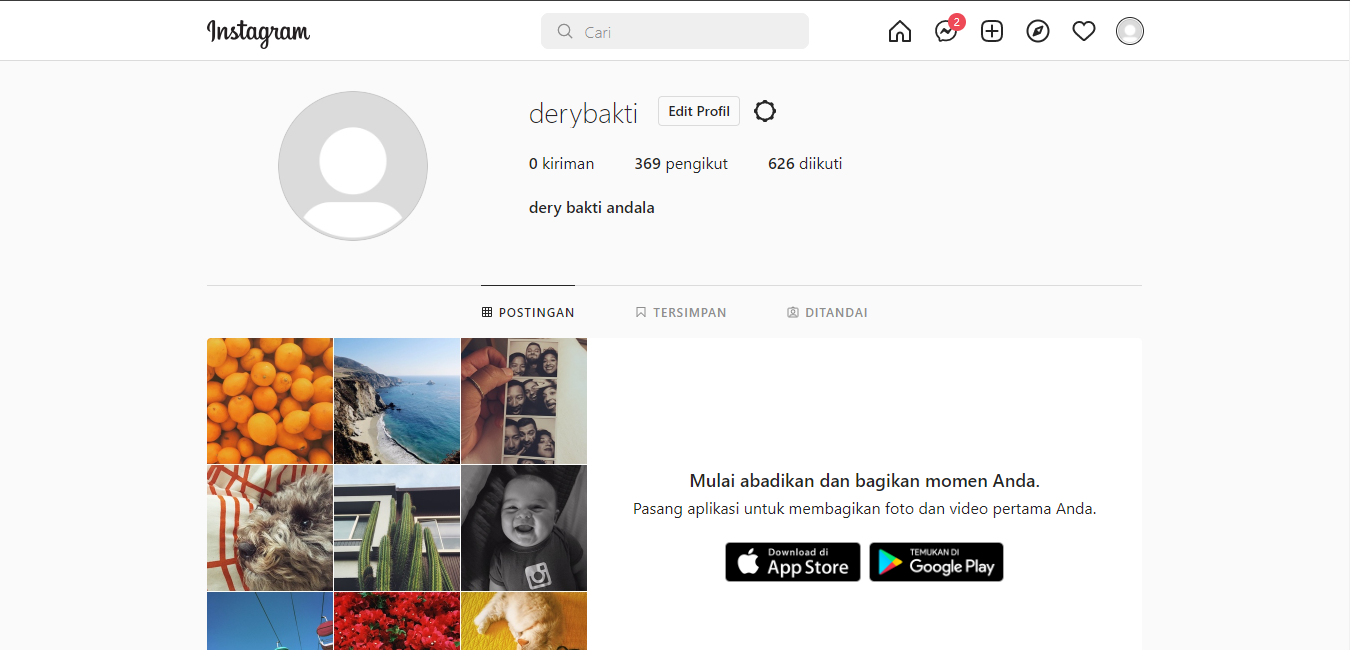 Instagram
Cari
2
derybakti
Edit Profil
0 kiriman 369 pengikut 626 diikuti
dery bakti andala
POSTINGAN TERSIMPAN DITANDAI
Mulai abadikan dan bagikan momen Anda.
Pasang aplikasi untuk membagikan foto dan video pertama Anda.
Download di
App Store
TEMUKAN DI
Google Play